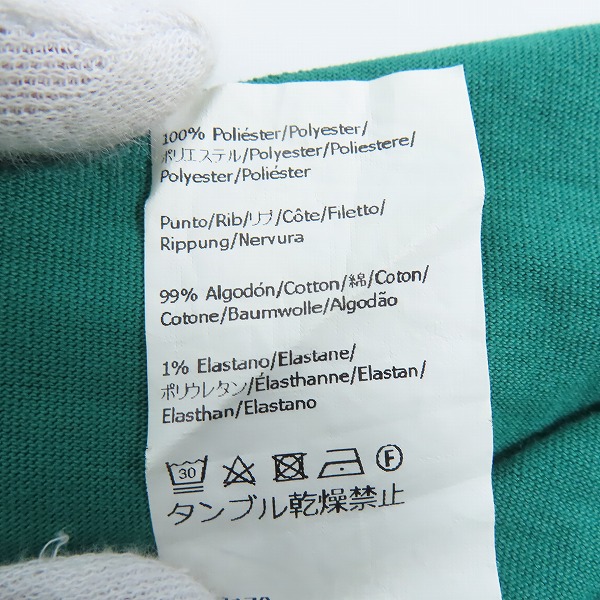 100% Poliéster/Polyester/
ポリエステル/Polyester/Poliestere/
Polyester/Poliéster
Punto/Rib/リブ/Côte/Filetto/
Rippung/Nervura
99% Algodón/Cotton/綿/Coton/
Cotone/Baumwolle/Algodão
1% Elastano/Elastane/
ポリウレタン/Élasthanne/Elastan/
Elasthan/Elastano
30 F
タンブル乾燥禁止